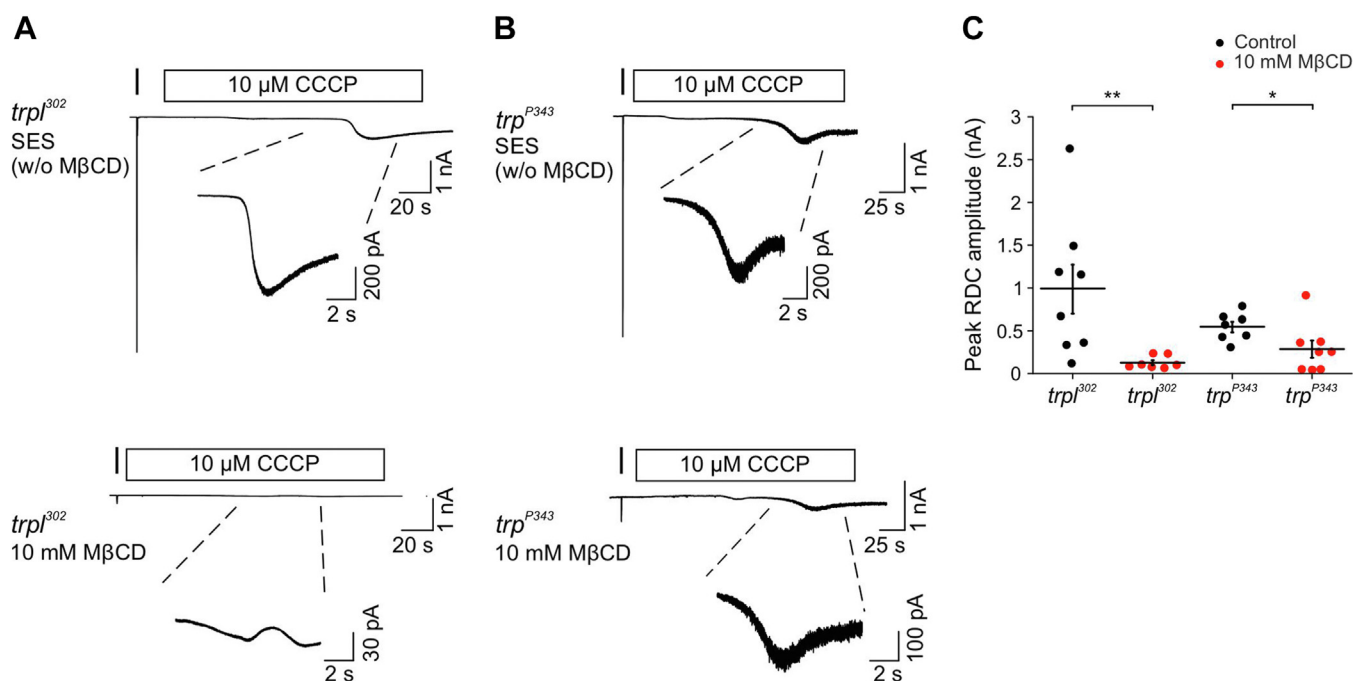 A
10 µM CCCP
trpl³⁰²
SES
(w/o MβCD)
1 nA
20 s
200 pA
2 s
10 µM CCCP
trpl³⁰²
10 mM MβCD
1 nA
20 s
30 pA
2 s
B
10 µM CCCP
trpᴾ³⁴³
SES
(w/o MβCD)
1 nA
25 s
200 pA
2 s
10 µM CCCP
trpᴾ³⁴³
10 mM MβCD
1 nA
25 s
100 pA
2 s
C
Control
10 mM MβCD
** *
Peak RDC amplitude (nA)
3
2.5
2
1.5
1
0.5
0
trpl³⁰² trpl³⁰² trpᴾ³⁴³ trpᴾ³⁴³